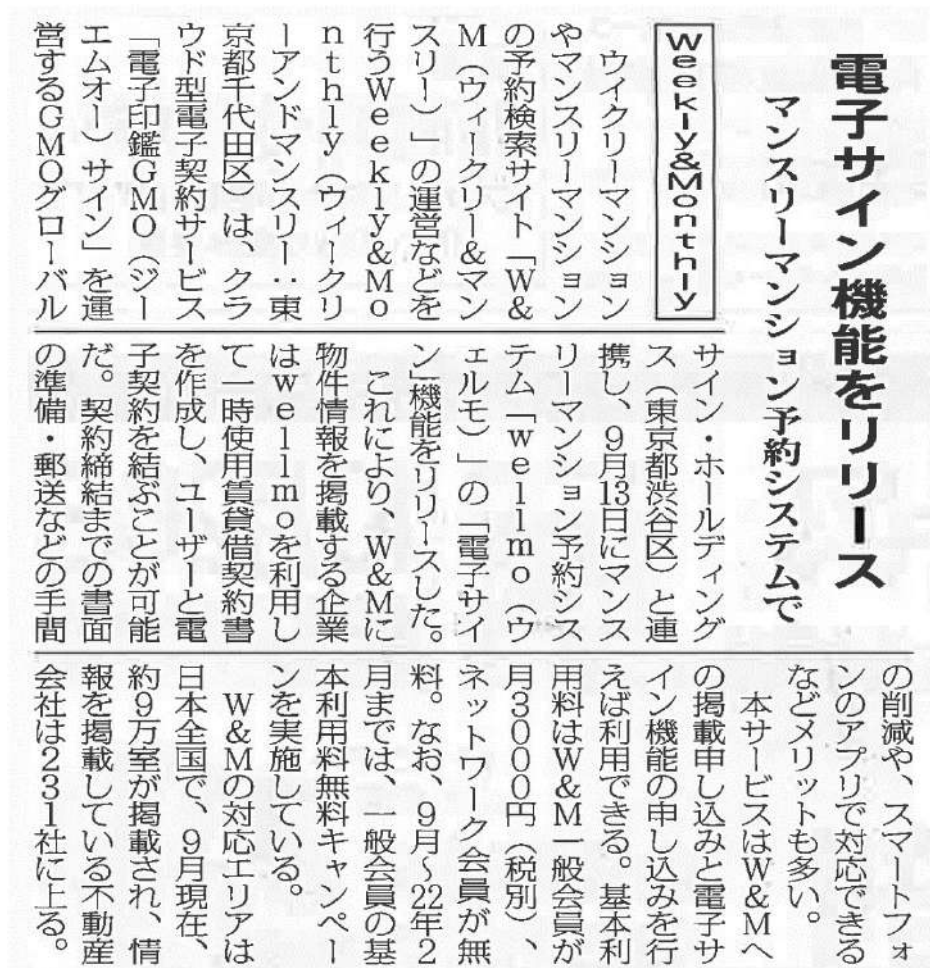 電子サイン機能をリリース
マンスリーマンション予約システムで
Weekly&Monthly
ウィクリーマンション
やマンスリーマンション
の予約検索サイト「W&
M（ウィークリー&マン
スリー）」の運営などを
行うWeekly&Mo
nthly（ウィークリ
ーアンドマンスリ・東
京都千代田区）は、クラ
ウド型電子契約サービス
「電子印鑑GMO（ジー
エムオー）サイン」を運
営するGMOグローバル
サイン・ホールディング
ス（東京都渋谷区）と連
携し、9月13日にマンス
リーマンション予約シス
テム「welmo（ウ
ェルモ）」の「電子サイ
ン」機能をリリースした。
これにより、W&Mに
物件情報を掲載する企業
はwelmoを利用し
て一時使用賃貸借契約書
を作成し、ユーザーと電
子契約を結ぶことが可能
だ。契約締結までの書面
の準備・郵送などの手間
の削減や、スマートフォ
ンのアプリで対応できる
などメリットも多い。
本サービスはW&Mへ
の掲載申し込みと電子サ
イン機能の申し込みを行
えば利用できる。基本利
用料はW&M一般会員が
月3000円（税別）、
ネットワーク会員が無
料。なお、9月～22年2
月までは、一般会員の基
本利用料無料キャンペー
ンを実施している。
W&Mの対応エリアは
日本全国で、9月現在、
約9万室が掲載され、情
報を掲載している不動産
会社は231社に上る。